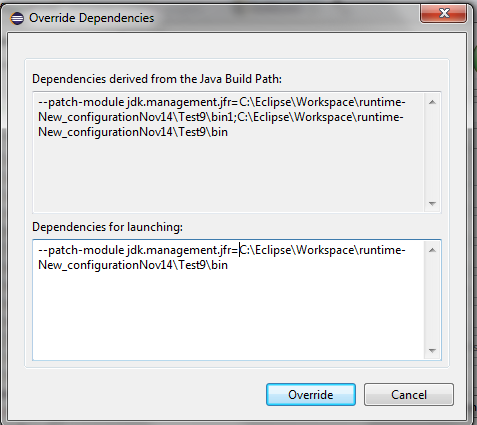 Override Dependencies
Dependencies derived from the Java Build Path:
--patch-module jdk.management.jfr=C:\Eclipse\Workspace\runtime-
New_configurationNov14\Test9\bin1;C:\Eclipse\Workspace\runtime-
New_configurationNov14\Test9\bin
Dependencies for launching:
--patch-module jdk.management.jfr=C:\Eclipse\Workspace\runtime-
New_configurationNov14\Test9\bin
Override
Cancel